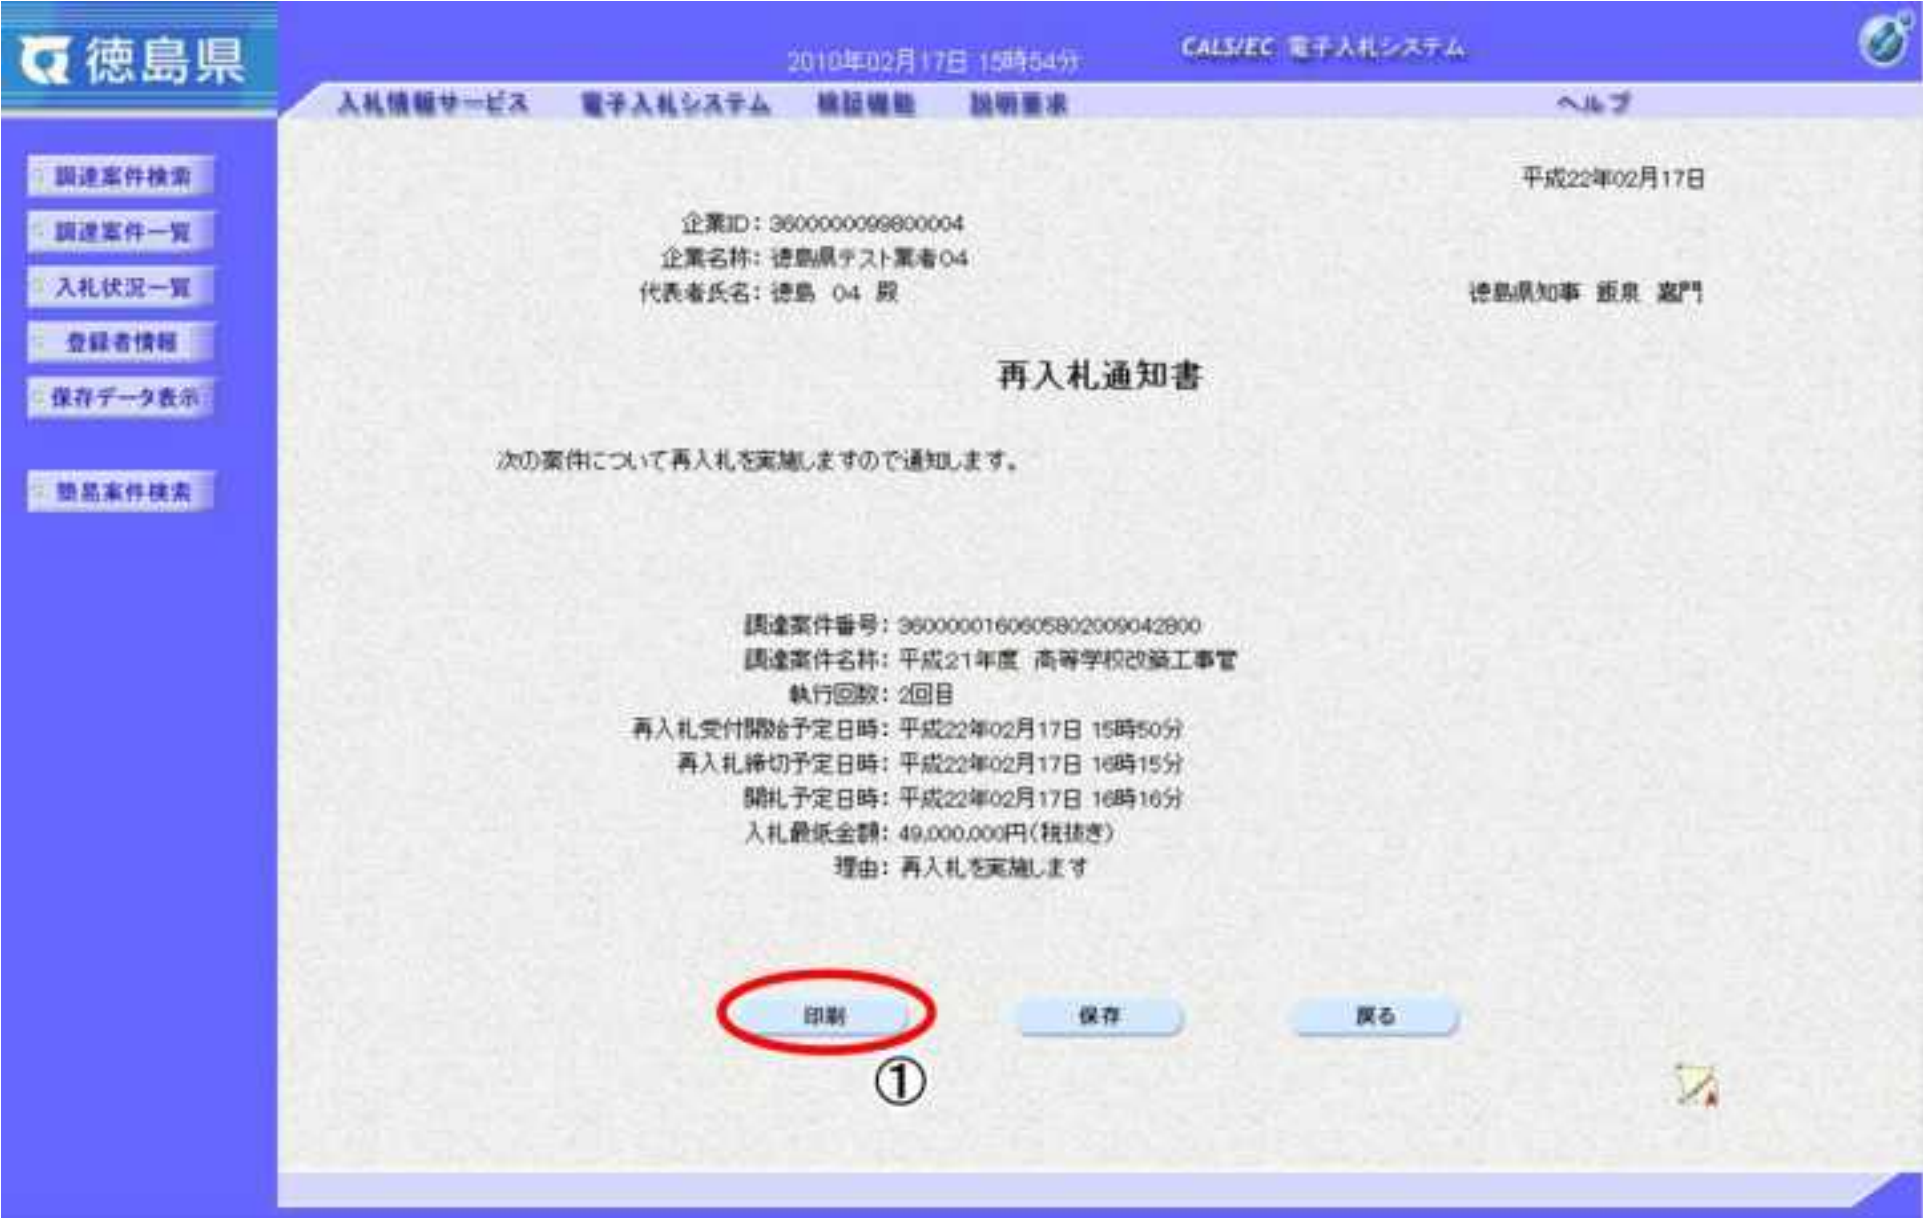 徳島県
2010年02月17日 15時54分
CALS/EC 電子入札システム
入札情報サービス 電子入札システム 検証機能 説明要求 ヘルプ
調達案件検索
調達案件一覧
入札状況一覧
登録者情報
保存データ表示
簡易案件検索
平成22年02月17日
企業ID：3600000099800004
企業名称：徳島県テスト業者04
代表者氏名：徳島 04 殿
徳島県知事 飯泉 嘉門
再入札通知書
次の案件について再入札を実施しますので通知します。
調達案件番号：3600000160605802009042800
調達案件名称：平成21年度 高等学校改築工事管
執行回数：2回目
再入札受付開始予定日時：平成22年02月17日 15時50分
再入札締切予定日時：平成22年02月17日 16時15分
開札予定日時：平成22年02月17日 16時16分
入札最低金額：49,000,000円（税抜き）
理由：再入札を実施します
印刷 保存 戻る
①